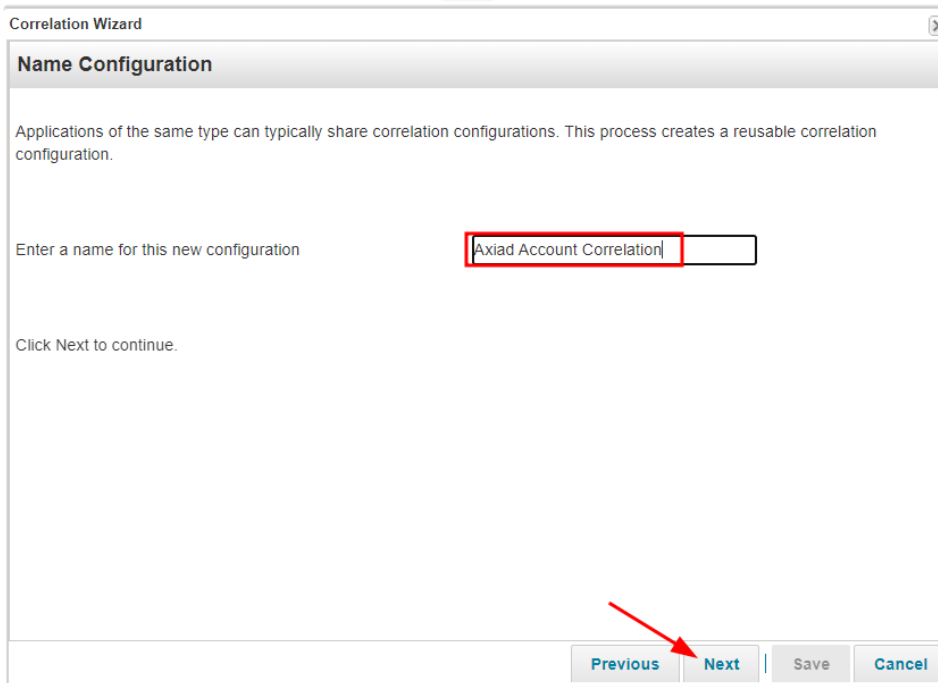 Correlation Wizard
Name Configuration
Applications of the same type can typically share correlation configurations. This process creates a reusable correlation
configuration.
Enter a name for this new configuration
Axiad Account Correlation
Click Next to continue.
Previous
Next
Save
Cancel